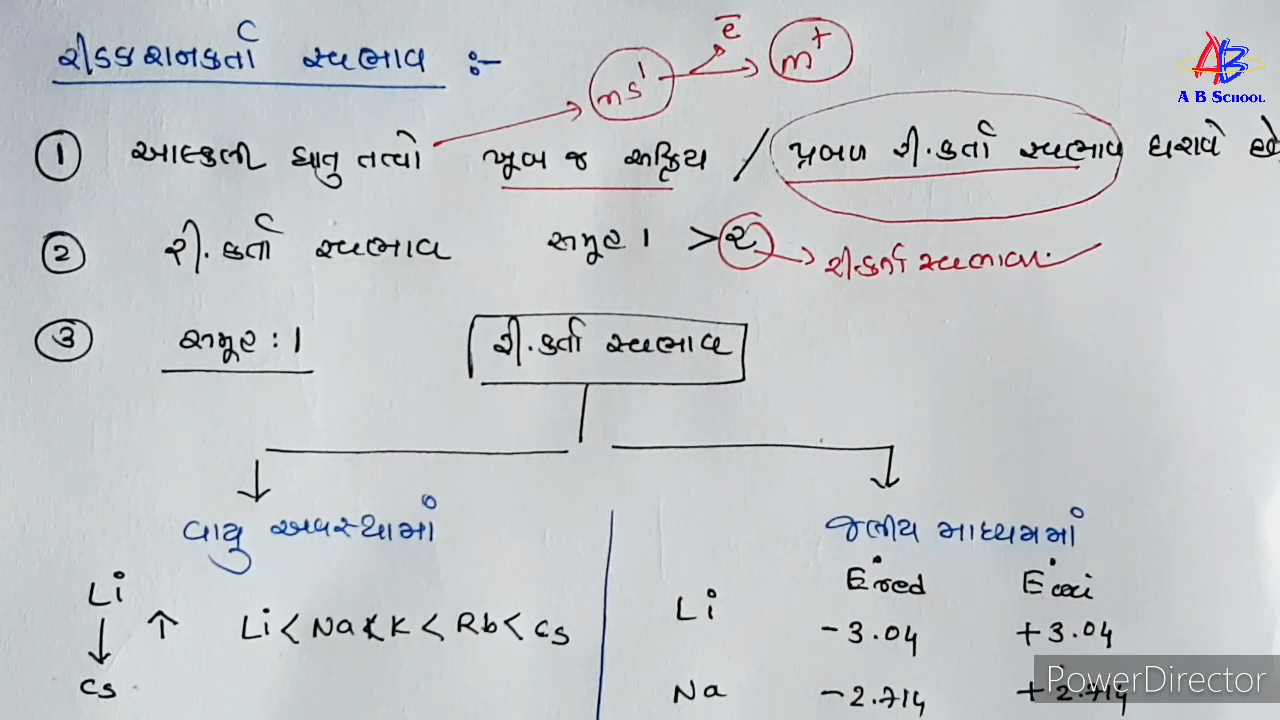 રીડક્શનકર્તા સ્વભાવ :-
A B SCHOOL
ns¹ → e̅ → m⁺
① આલ્કલી ધાતુ તત્વો ખૂબ જ સક્રિય / પ્રબળ રી.કર્તા સ્વભાવ ધરાવે છે
② રી.કર્તા સ્વભાવ સમૂહ 1 > ૨ → રી.કર્તા સ્વભાવ.
③ સમૂહ : 1 રી.કર્તા સ્વભાવ
વાયુ અવસ્થામાં
જલીય માધ્યમમાં
Li ↓ Cs ↑ Li < Na < K < Rb < Cs
E°red E°oxi
Li -3.04 +3.04
Na -2.714 +2.714
PowerDirector